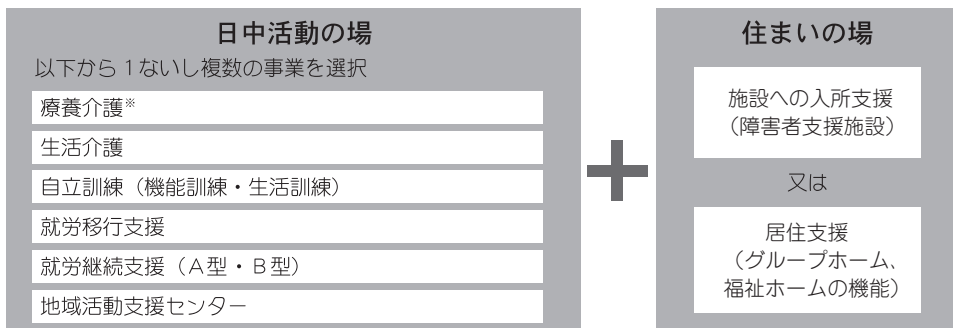 日中活動の場
以下から1ないし複数の事業を選択
療養介護※
生活介護
自立訓練（機能訓練・生活訓練）
就労移行支援
就労継続支援（A型・B型）
地域活動支援センター
＋
住まいの場
施設への入所支援
（障害者支援施設）
又は
居住支援
（グループホーム、
福祉ホームの機能）